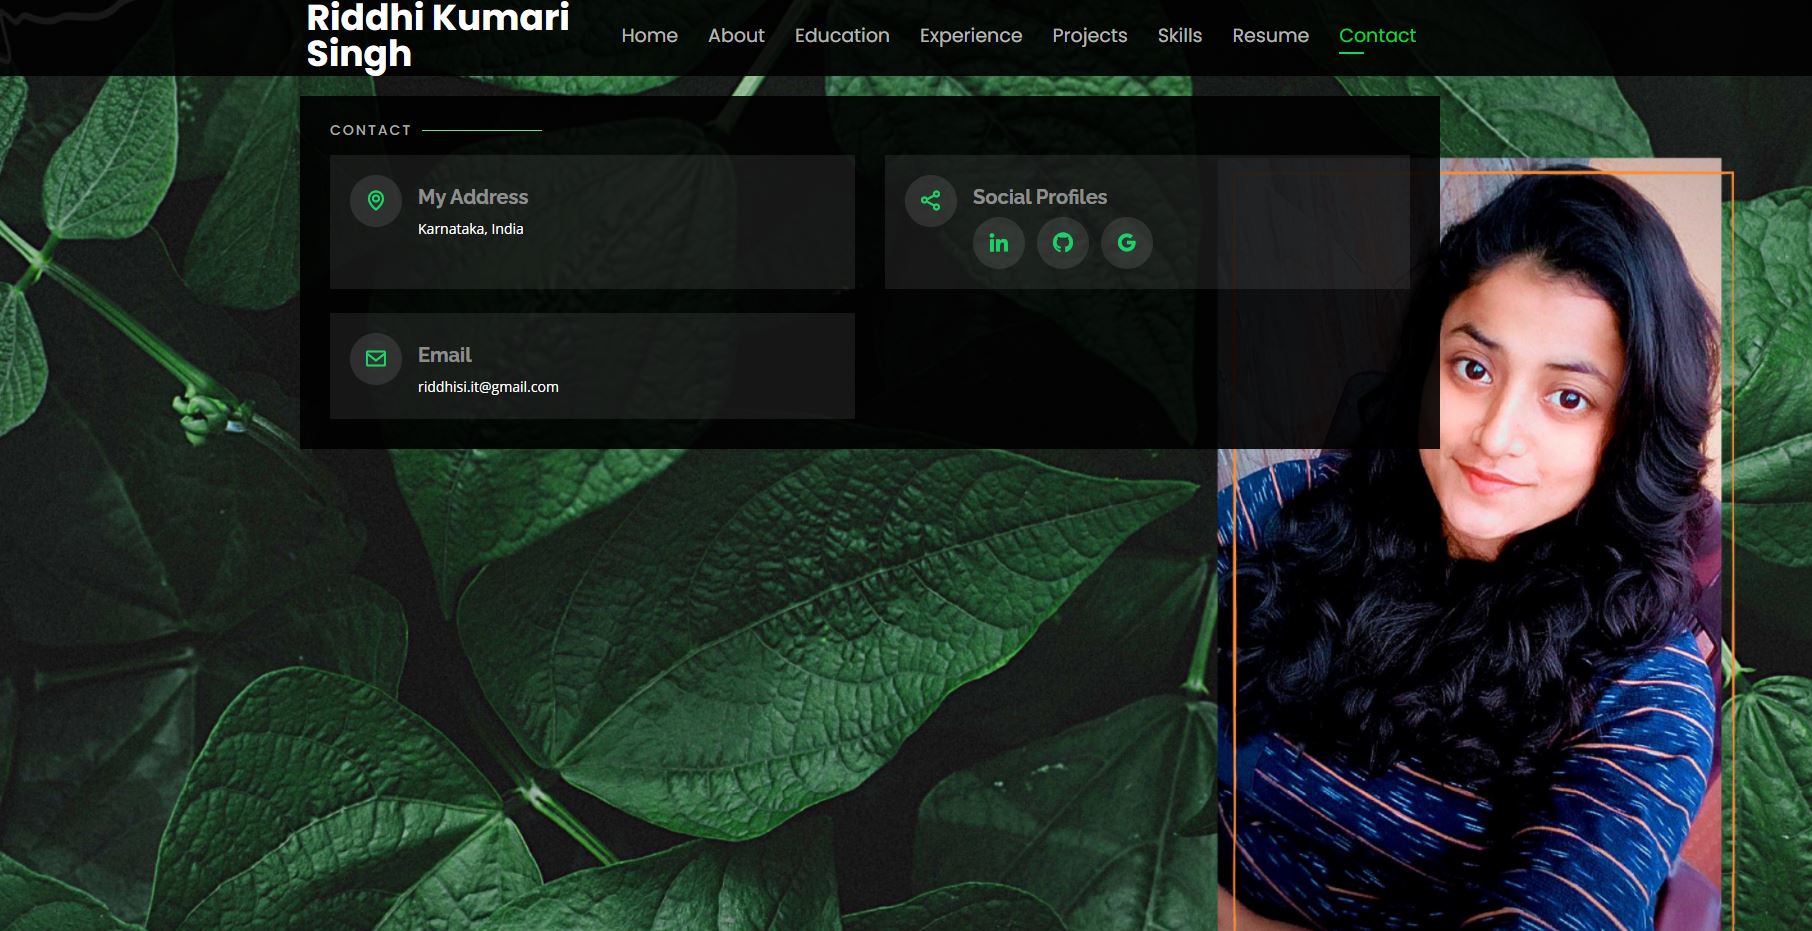 Riddhi Kumari
Singh
Home About Education Experience Projects Skills Resume Contact
CONTACT
My Address
Karnataka, India
Social Profiles
in G
Email
riddhisi.it@gmail.com